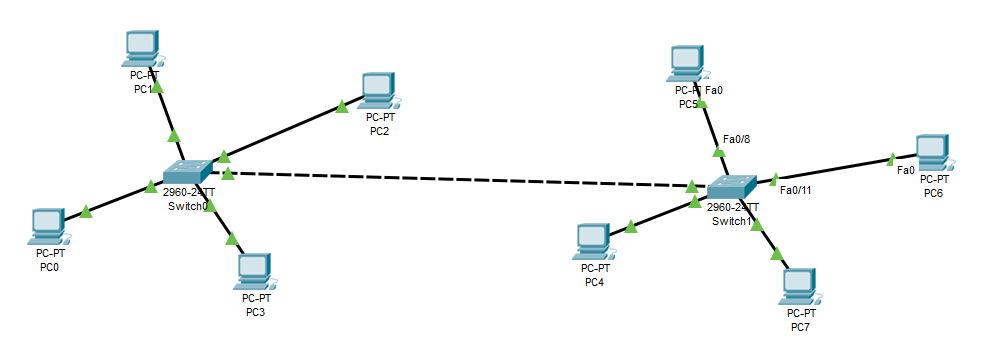 PC-PT
PC1
PC-PT
PC2
2960-24TT
Switch0
PC-PT
PC0
PC-PT
PC3
PC-PT Fa0
PC5
Fa0/8
Fa0
PC-PT
PC6
Fa0/11
2960-24TT
Switch1
PC-PT
PC4
PC-PT
PC7